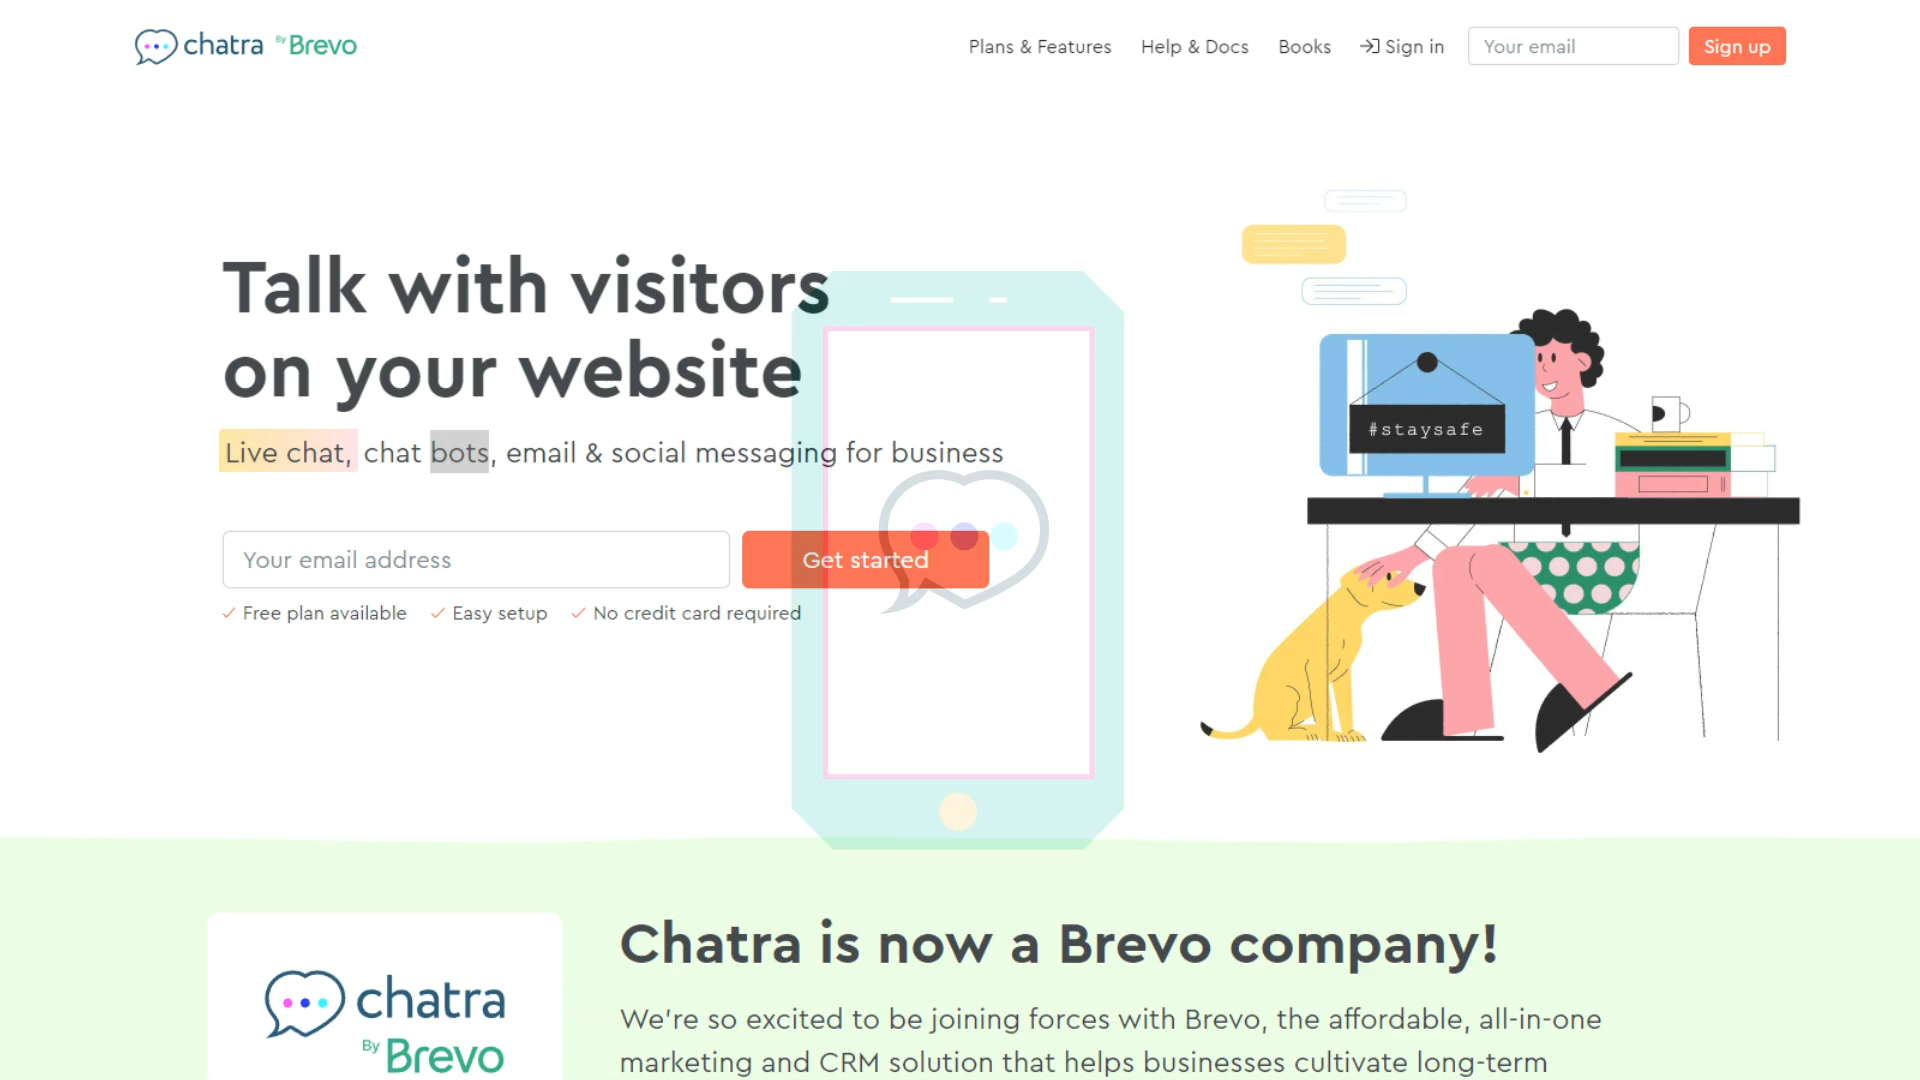 chatra By Brevo
Plans & Features
Help & Docs
Books
Sign in
Your email
Sign up
Talk with visitors
on your website
Live chat, chat bots, email & social messaging for business
Your email address
Get started
Free plan available
Easy setup
No credit card required
#staysafe
Chatra is now a Brevo company!
We're so excited to be joining forces with Brevo, the affordable, all-in-one
marketing and CRM solution that helps businesses cultivate long-term
chatra
By Brevo